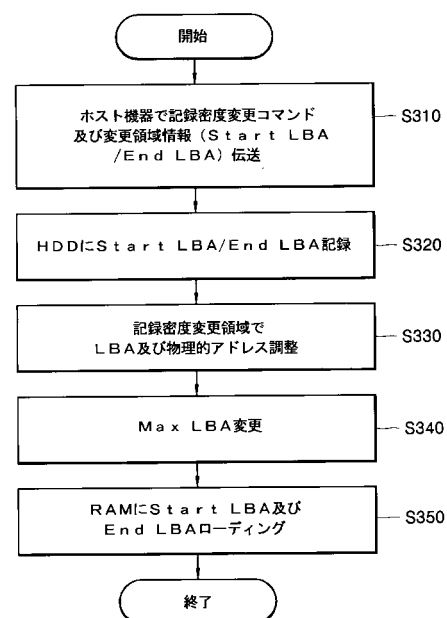 開始
ホスト機器で記録密度変更コマンド
及び変更領域情報（Start LBA
/End LBA）伝送
S310
HDDにStart LBA/End LBA記録
S320
記録密度変更領域で
LBA及び物理的アドレス調整
S330
Max LBA変更
S340
RAMにStart LBA及び
End LBAローディング
S350
終了